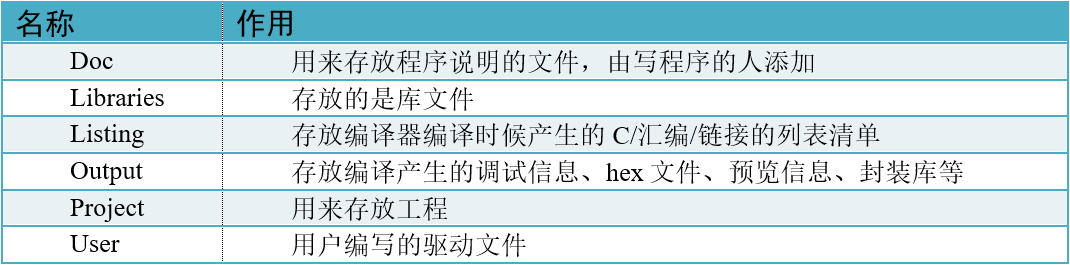 名称 作用
Doc 用来存放程序说明的文件，由写程序的人添加
Libraries 存放的是库文件
Listing 存放编译器编译时候产生的 C/汇编/链接的列表清单
Output 存放编译产生的调试信息、hex 文件、预览信息、封装库等
Project 用来存放工程
User 用户编写的驱动文件